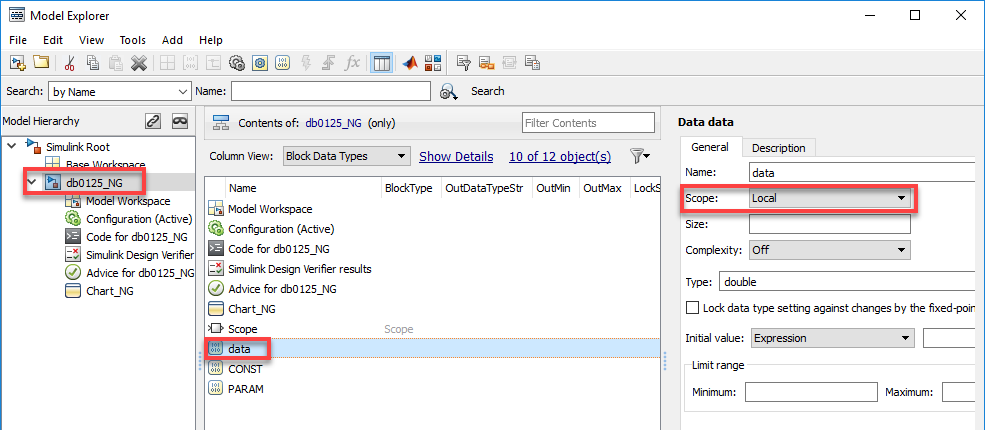 Model Explorer
File Edit View Tools Add Help
Search: by Name Name: Search
Model Hierarchy
Simulink Root
Base Workspace
db0125_NG
Model Workspace
Configuration (Active)
Code for db0125_NG
Simulink Design Verifier
Advice for db0125_NG
Chart_NG
Contents of: db0125_NG (only) Filter Contents
Column View: Block Data Types Show Details 10 of 12 object(s)
Name BlockType OutDataTypeStr OutMin OutMax LockS
Model Workspace
Configuration (Active)
Code for db0125_NG
Simulink Design Verifier results
Advice for db0125_NG
Chart_NG
Scope Scope
data
CONST
PARAM
Data data
General Description
Name: data
Scope: Local
Size:
Complexity: Off
Type: double
Lock data type setting against changes by the fixed-poin
Initial value: Expression
Limit range
Minimum: Maximum: